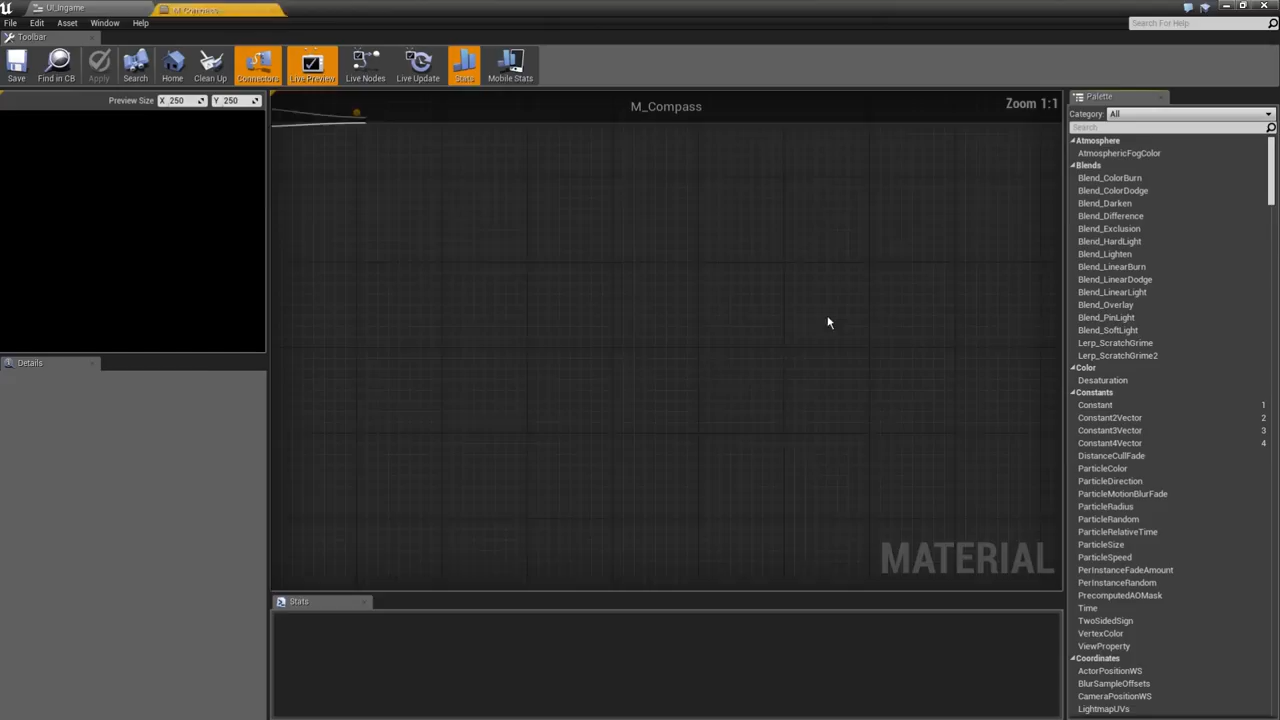 UI_Ingame
M_Compass
File Edit Asset Window Help
Search For Help
Toolbar
Save Find in CB Apply Search Home Clean Up Connectors Live Preview Live Nodes Live Update Stats Mobile Stats
Preview Size X 250 Y 250
M_Compass
Zoom 1:1
Palette
Category: All
Search
Atmosphere
AtmosphericFogColor
Blends
Blend_ColorBurn
Blend_ColorDodge
Blend_Darken
Blend_Difference
Blend_Exclusion
Blend_HardLight
Blend_Lighten
Blend_LinearBurn
Blend_LinearDodge
Blend_LinearLight
Blend_Overlay
Blend_PinLight
Blend_SoftLight
Lerp_ScratchGrime
Lerp_ScratchGrime2
Color
Desaturation
Constants
Constant 1
Constant2Vector 2
Constant3Vector 3
Constant4Vector 4
DistanceCullFade
ParticleColor
ParticleDirection
ParticleMotionBlurFade
ParticleRadius
ParticleRandom
ParticleRelativeTime
ParticleSize
ParticleSpeed
PerInstanceFadeAmount
PerInstanceRandom
PrecomputedAOMask
Time
TwoSidedSign
VertexColor
ViewProperty
Coordinates
ActorPositionWS
BlurSampleOffsets
CameraPositionWS
LightmapUVs
Details
MATERIAL
Stats